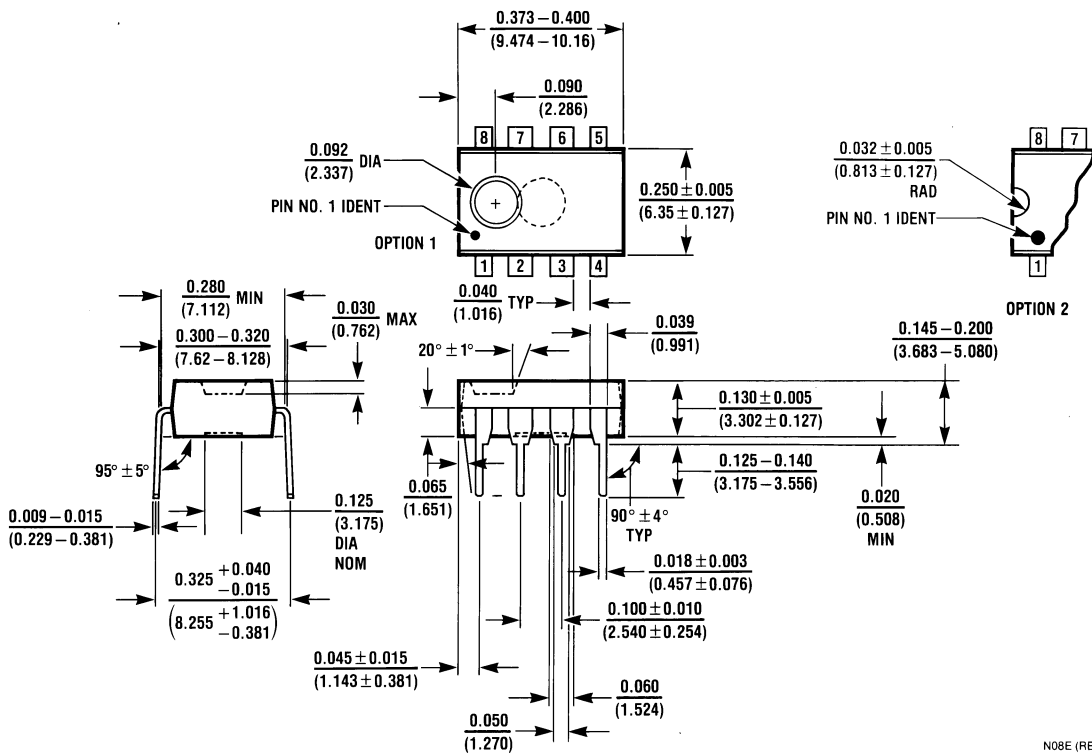 0.373 – 0.400
(9.474 – 10.16)
0.090
(2.286)
8 7 6 5
0.092 DIA
(2.337)
PIN NO. 1 IDENT
OPTION 1
1 2 3 4
0.250 ± 0.005
(6.35 ± 0.127)
8 7
0.032 ± 0.005
(0.813 ± 0.127)
RAD
PIN NO. 1 IDENT
1
OPTION 2
0.280 MIN
(7.112)
0.300 – 0.320
(7.62 – 8.128)
0.030 MAX
(0.762)
0.040 TYP
(1.016)
0.039
(0.991)
0.145 – 0.200
(3.683 – 5.080)
20° ± 1°
0.130 ± 0.005
(3.302 ± 0.127)
95° ± 5°
0.065
(1.651)
0.125 – 0.140
(3.175 – 3.556)
0.020
(0.508)
MIN
90° ± 4°
TYP
0.009 – 0.015
(0.229 – 0.381)
0.125
(3.175)
DIA
NOM
0.018 ± 0.003
(0.457 ± 0.076)
0.325 +0.040
−0.015
(8.255 +1.016
−0.381)
0.100 ± 0.010
(2.540 ± 0.254)
0.045 ± 0.015
(1.143 ± 0.381)
0.060
(1.524)
0.050
(1.270)
N08E (RE